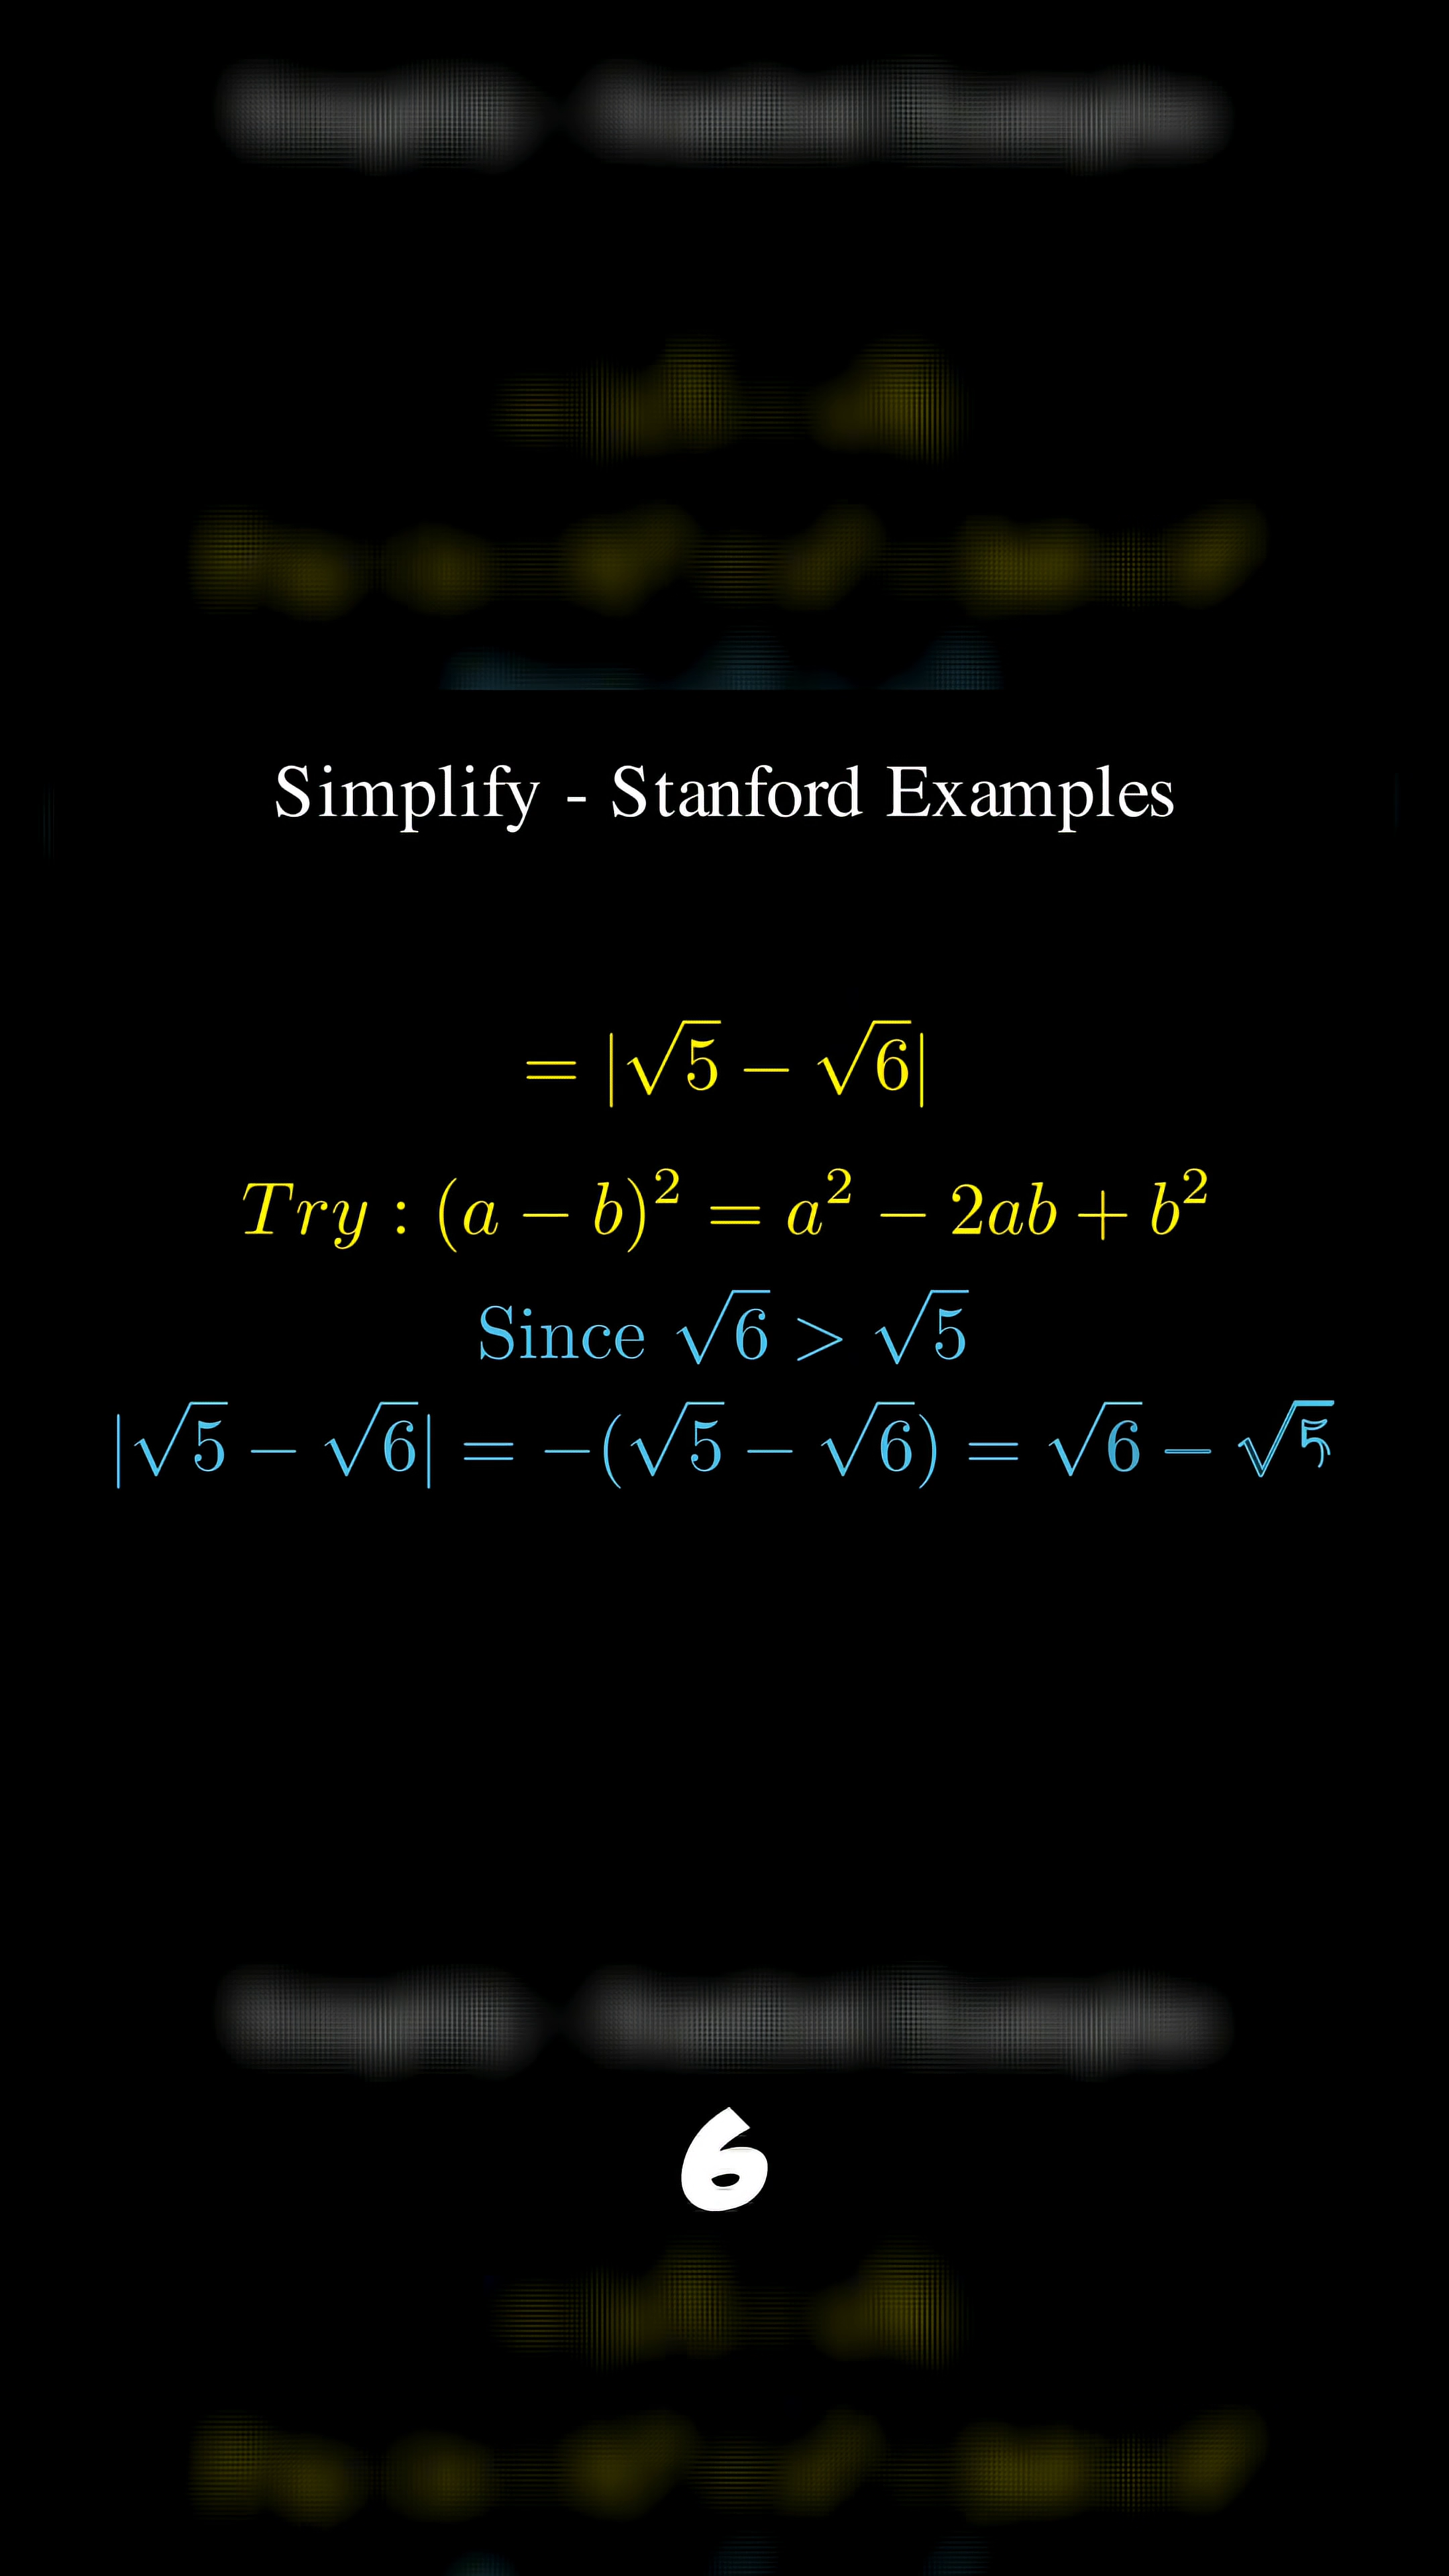 Simplify - Stanford Examples
= |√5 − √6|
Try : (a − b)² = a² − 2ab + b²
Since √6 > √5
|√5 − √6| = −(√5 − √6) = √6 − √5
6